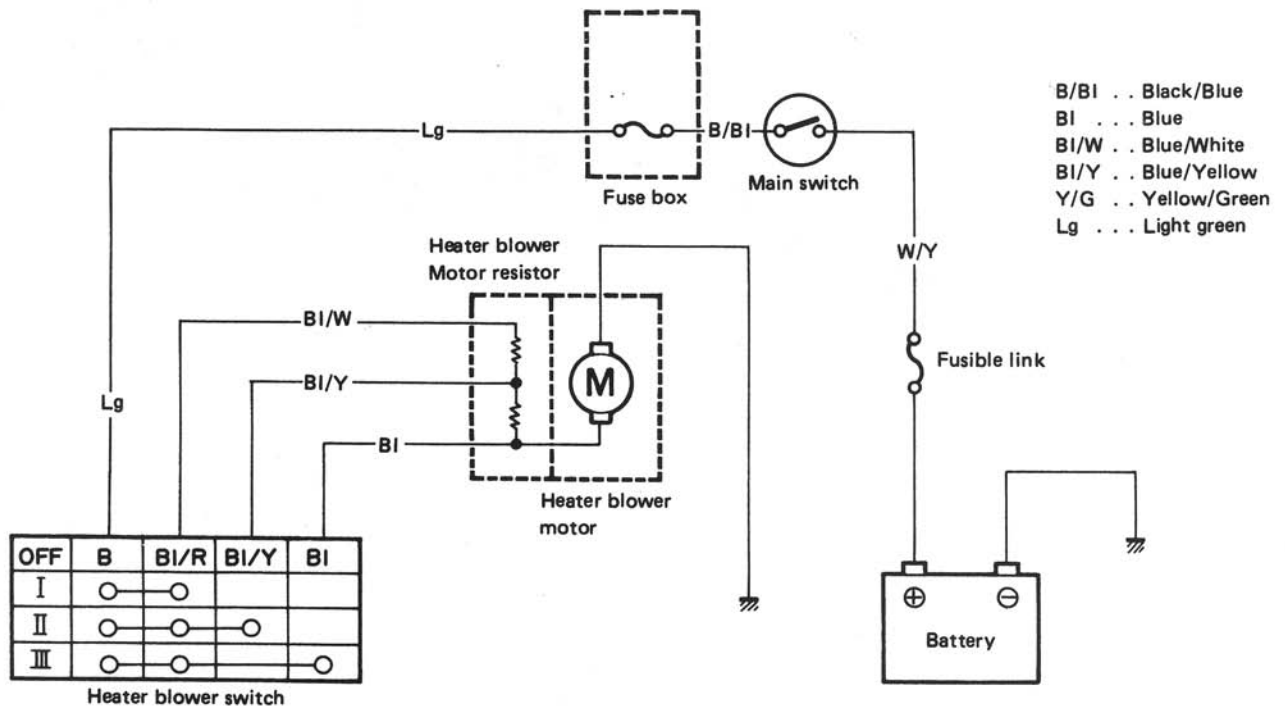 B/Bl . . Black/Blue
Bl . . . Blue
Bl/W . . Blue/White
Bl/Y . . Blue/Yellow
Y/G . . Yellow/Green
Lg . . . Light green
Lg
B/Bl
Fuse box
Main switch
W/Y
Heater blower
Motor resistor
Bl/W
Bl/Y
Bl
Lg
M
Fusible link
Heater blower
motor
OFF B Bl/R Bl/Y Bl
I
II
III
Heater blower switch
⊕ ⊖
Battery